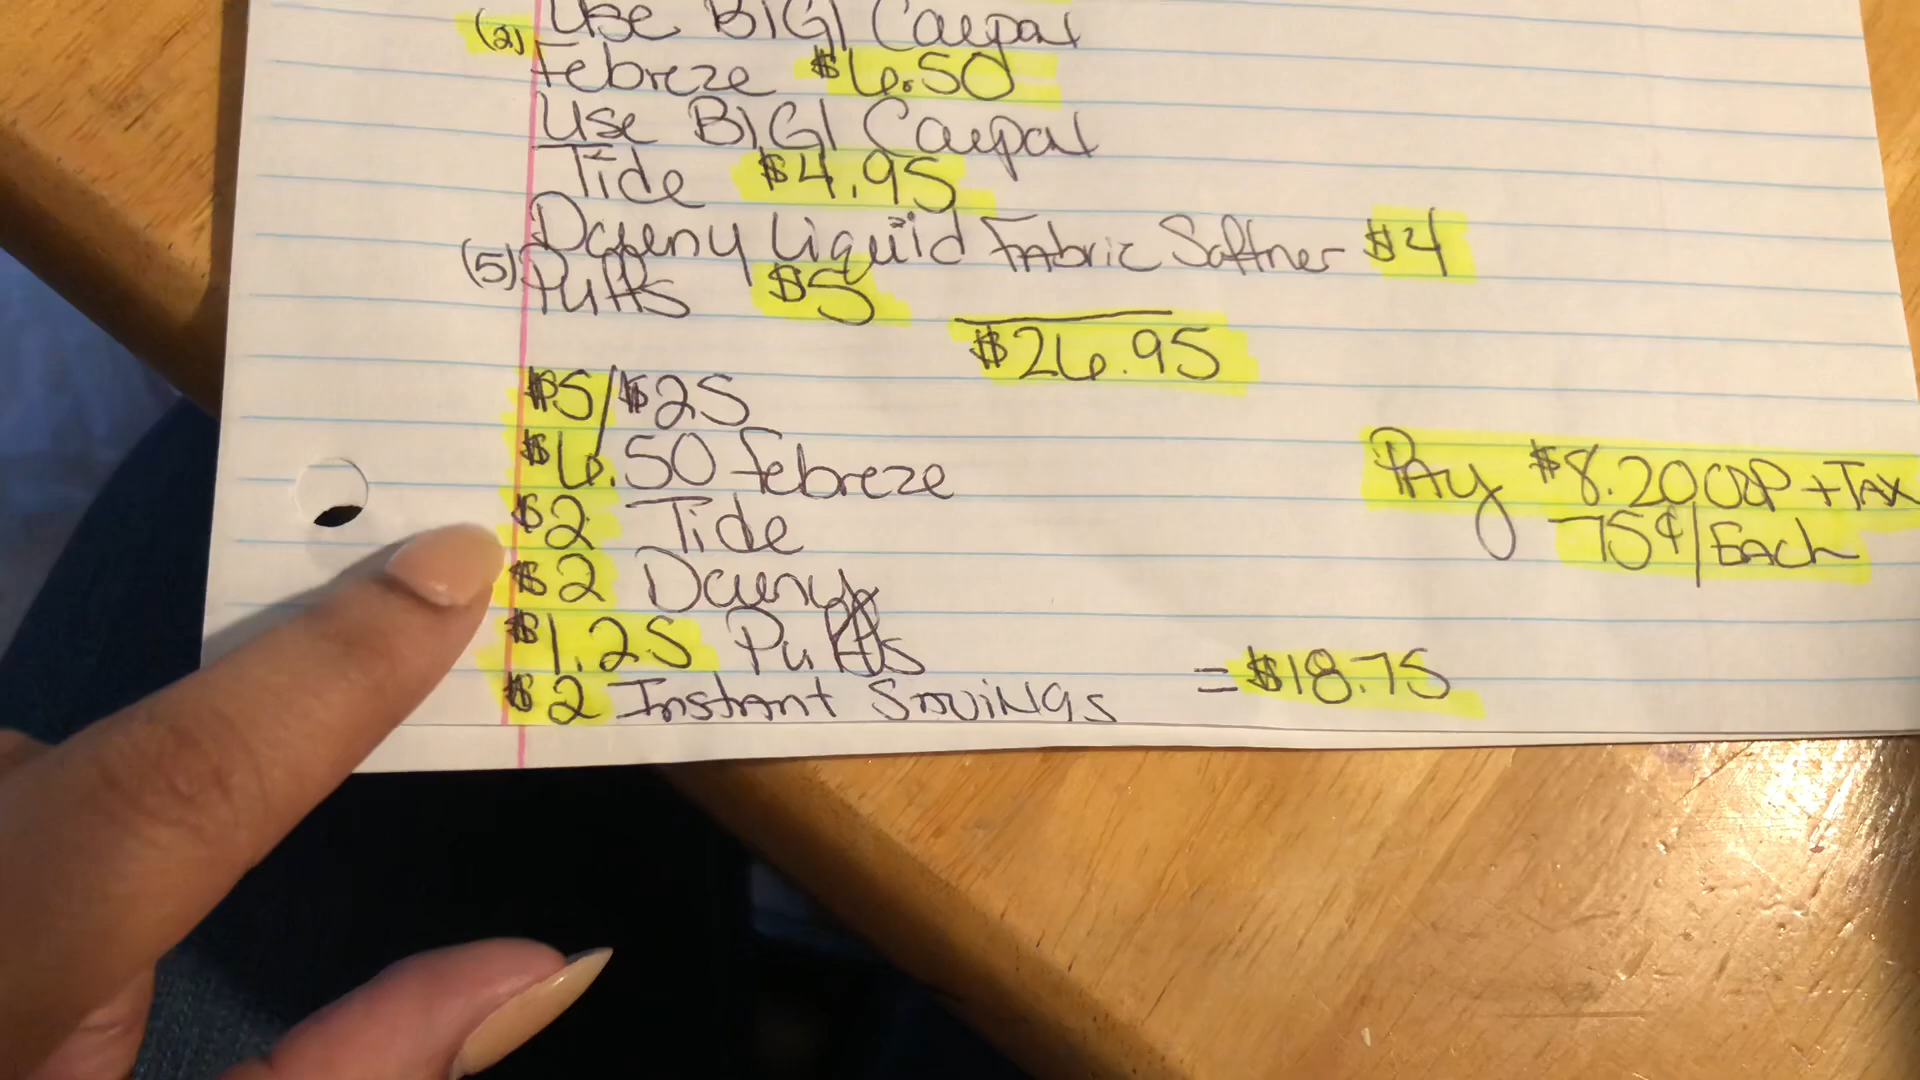 Use B1G1 Coupon
(2) Febreze $6.50
Use B1G1 Coupon
Tide $4.95
Downy Liquid Fabric Softner $4
(5) Puffs $5
$26.95
$5/$25
$6.50 Febreze
$2 Tide
$2 Downy
$1.25 Puffs
$2 Instant Savings = $18.75
Pay $8.20 OOP + Tax
75¢/Each